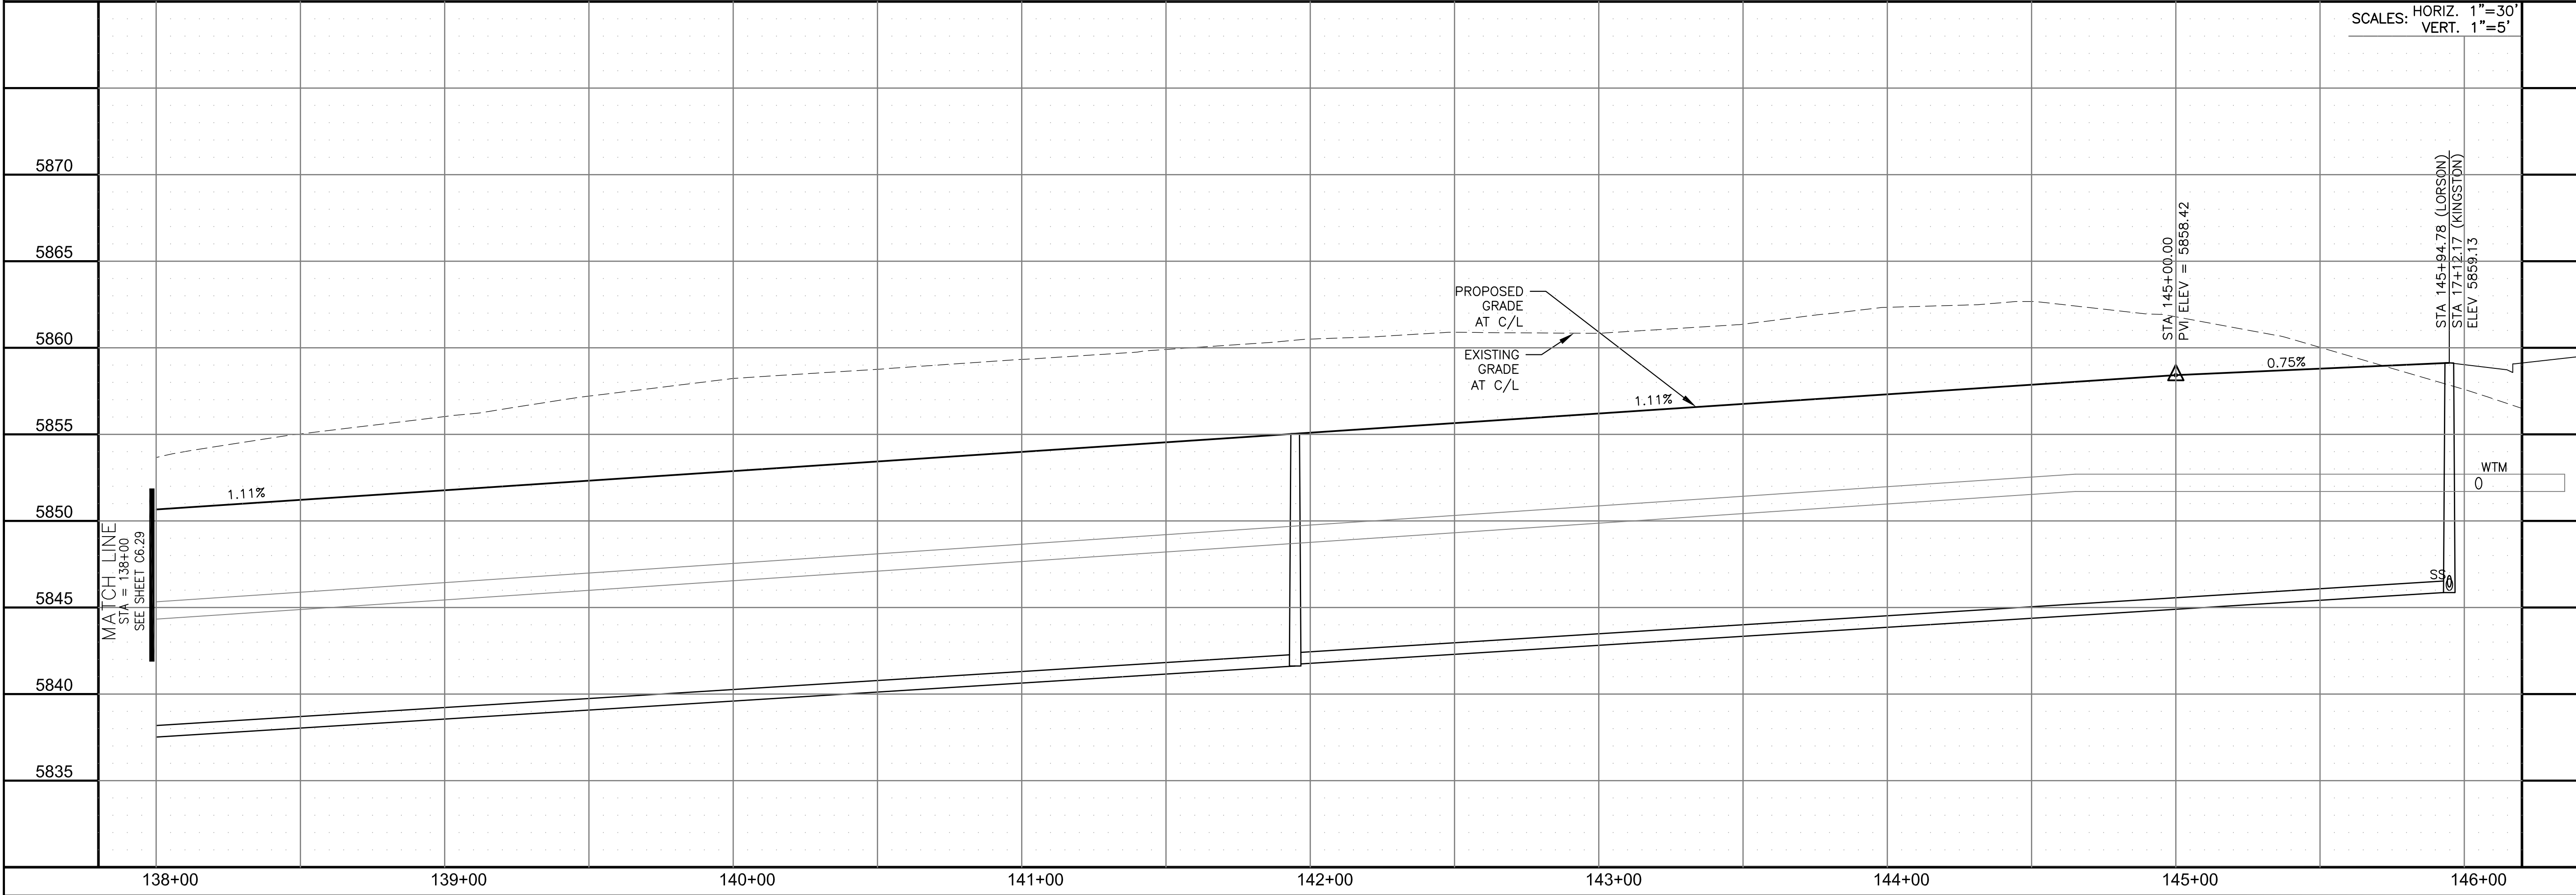 SCALES: HORIZ. 1"=30'
VERT. 1"=5'
5870
5865
5860
5855
5850
5845
5840
5835
MATCH LINE
STA = 138+00
SEE SHEET C6.29
1.11%
PROPOSED
GRADE
AT C/L
EXISTING
GRADE
AT C/L
1.11%
STA 145+00.00
PVI ELEV = 5858.42
0.75%
STA 145+94.78 (LORSON)
STA 17+12.17 (KINGSTON)
ELEV 5859.13
WTM
SS
138+00
139+00
140+00
141+00
142+00
143+00
144+00
145+00
146+00